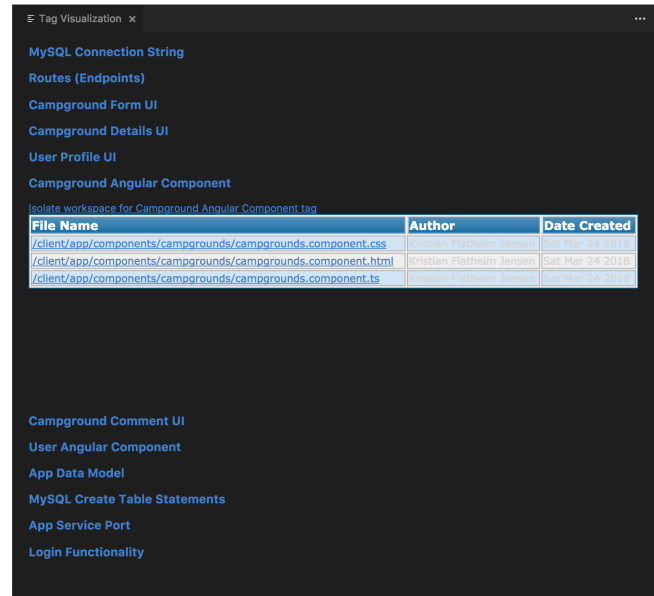 Tag Visualization ×
MySQL Connection String
Routes (Endpoints)
Campground Form UI
Campground Details UI
User Profile UI
Campground Angular Component
Isolate workspace for Campground Angular Component tag
File Name Author Date Created
/client/app/components/campgrounds/campgrounds.component.css Kristian Flatheim Jensen Sat Mar 24 2018
/client/app/components/campgrounds/campgrounds.component.html Kristian Flatheim Jensen Sat Mar 24 2018
/client/app/components/campgrounds/campgrounds.component.ts Kristian Flatheim Jensen Sat Mar 24 2018
Campground Comment UI
User Angular Component
App Data Model
MySQL Create Table Statements
App Service Port
Login Functionality